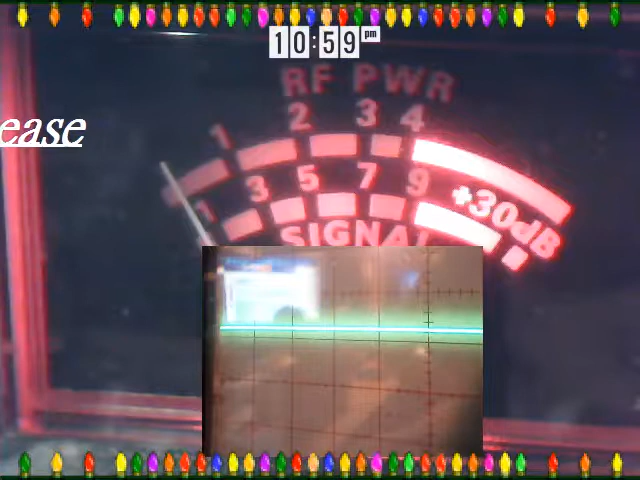 10:59 pm
RF PWR
1 2 3 4
ease
1 3 5 7 9 +30dB
SIGNAL